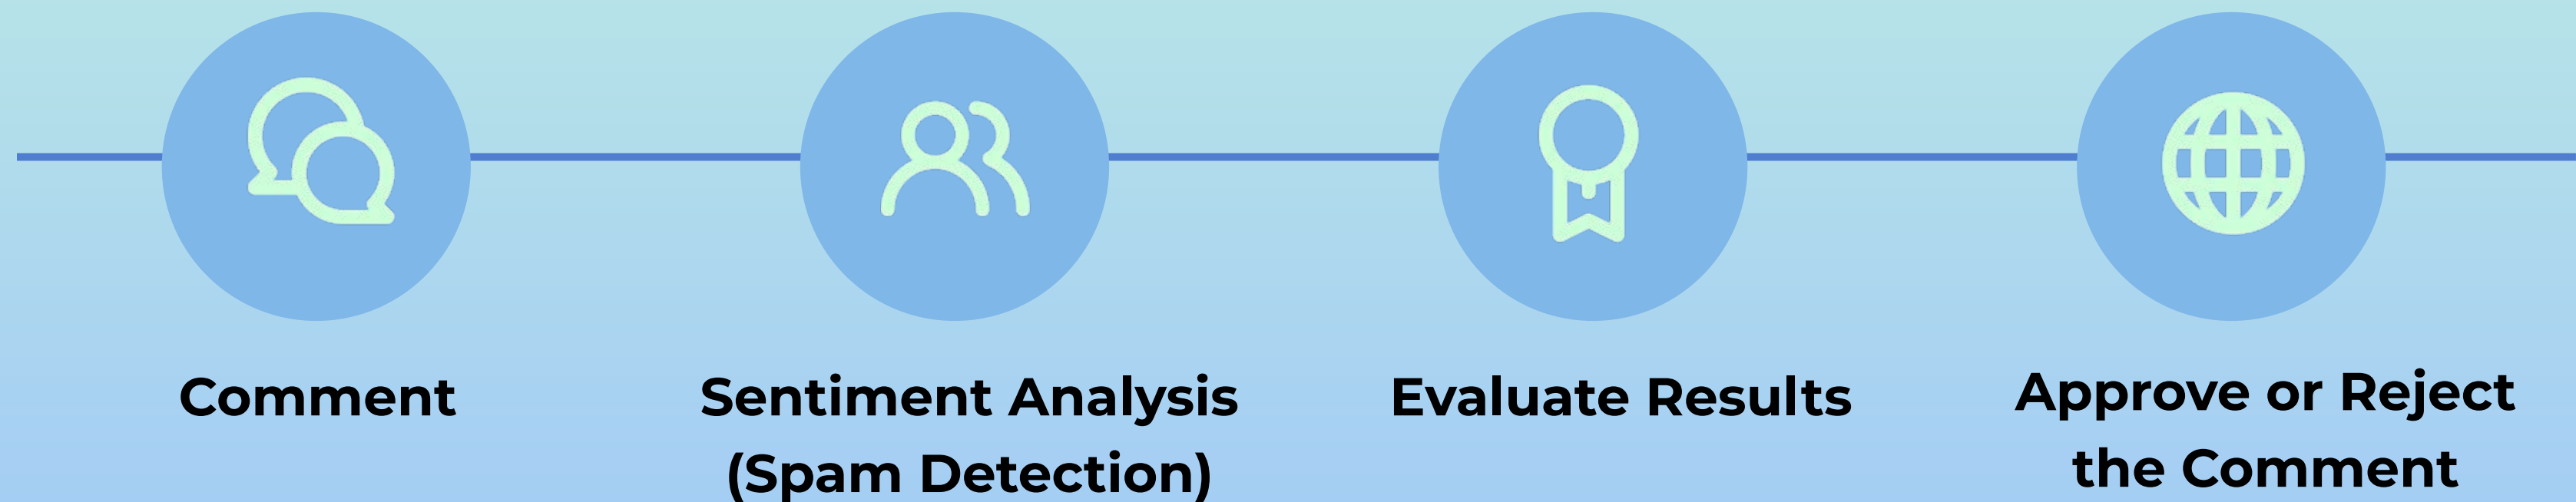 Comment
Sentiment Analysis
(Spam Detection)
Evaluate Results
Approve or Reject
the Comment